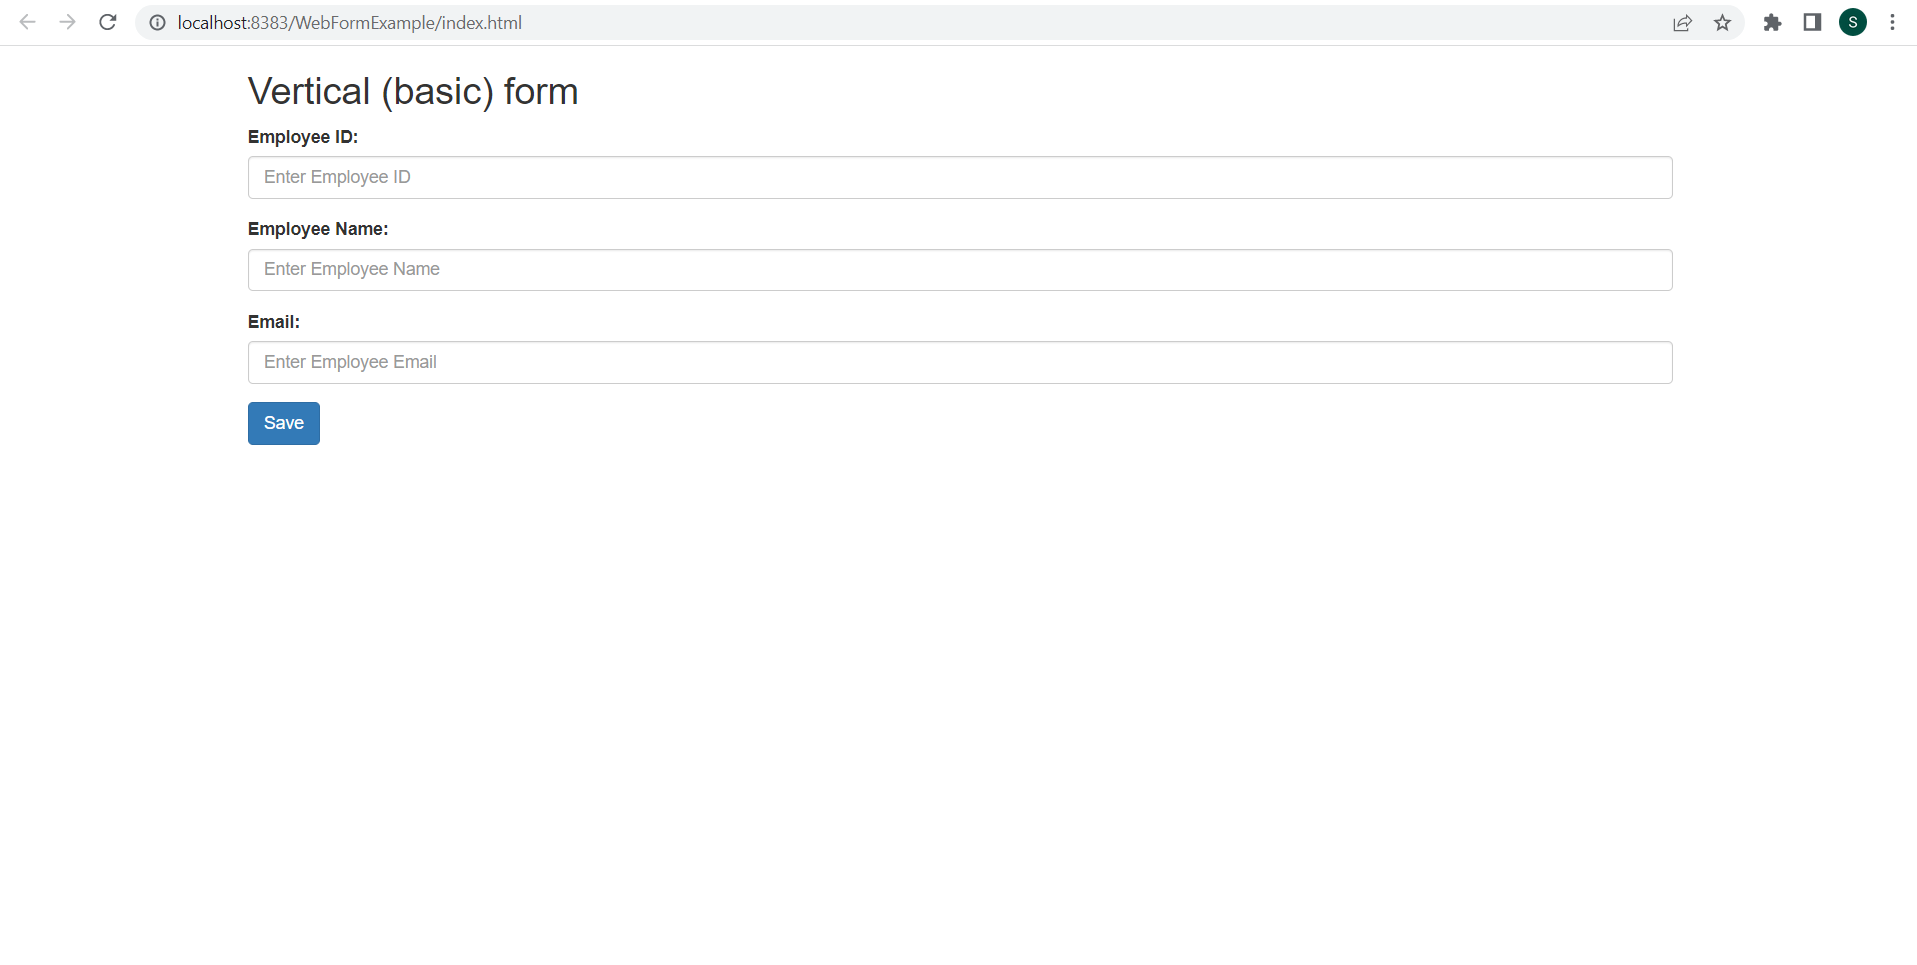 localhost:8383/WebFormExample/index.html
S
Vertical (basic) form
Employee ID:
Enter Employee ID
Employee Name:
Enter Employee Name
Email:
Enter Employee Email
Save